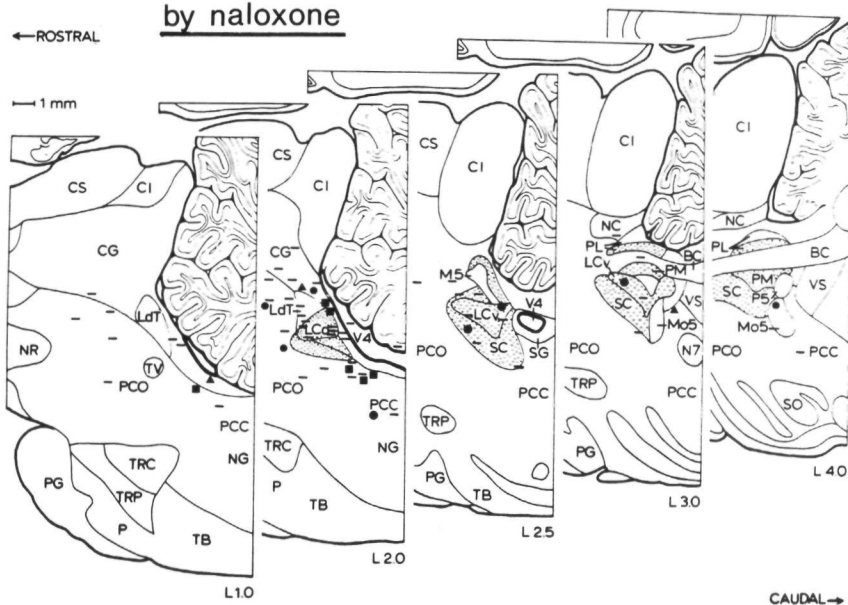 by naloxone
←ROSTRAL
1 mm
CS
CI
CG
LdT
NR
TV
PCO
PCC
NG
PG
TRC
TRP
P
TB
L1.0
CS
CI
CG
LdT
LCd
V4
PCO
PCC
TRC
P
TB
L2.0
CS
CI
M5
V4
LCv
SC
SG
PCO
PCC
TRP
PG
TB
L2.5
CI
NC
PL
BC
LCv
PM
SC
VS
Mo5
PCO
N7
TRP
PCC
PG
L3.0
CI
NC
PL
BC
PM
VS
SC
P5
Mo5
PCO
PCC
SO
L4.0
CAUDAL→